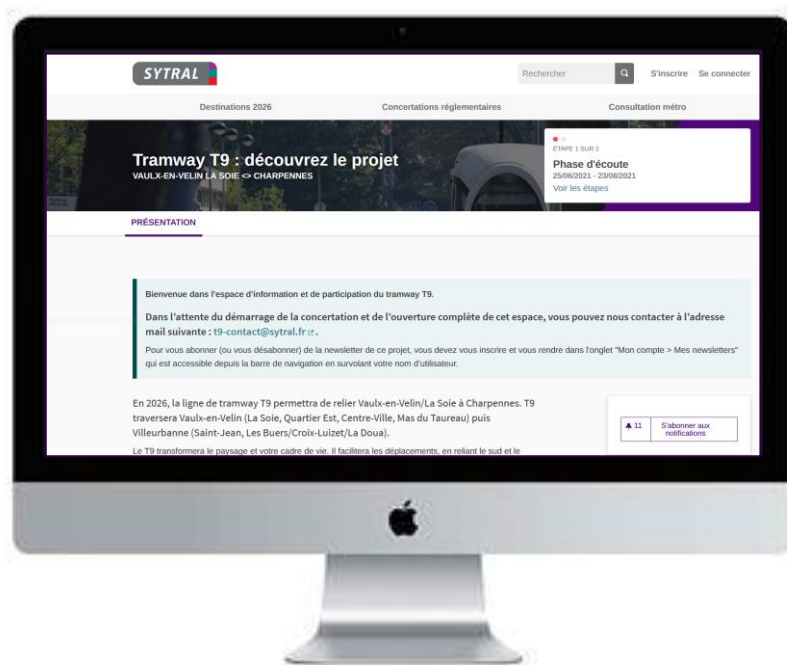 SYTRAL
Rechercher
S'inscrire Se connecter
Destinations 2026 Concertations réglementaires Consultation métro
Tramway T9 : découvrez le projet
VAULX-EN-VELIN LA SOIE <> CHARPENNES
ÉTAPE 1 SUR 2
Phase d'écoute
25/06/2021 - 23/08/2021
Voir les étapes
PRÉSENTATION
Bienvenue dans l'espace d'information et de participation du tramway T9.
Dans l'attente du démarrage de la concertation et de l'ouverture complète de cet espace, vous pouvez nous contacter à l'adresse
mail suivante : t9-contact@sytral.fr .
Pour vous abonner (ou vous désabonner) de la newsletter de ce projet, vous devez vous inscrire et vous rendre dans l'onglet "Mon compte > Mes newsletters"
qui est accessible depuis la barre de navigation en survolant votre nom d'utilisateur.
En 2026, la ligne de tramway T9 permettra de relier Vaulx-en-Velin/La Soie à Charpennes. T9
traversera Vaulx-en-Velin (La Soie, Quartier Est, Centre-Ville, Mas du Taureau) puis
Villeurbanne (Saint-Jean, Les Buers/Croix-Luizet/La Doua).
Le T9 transformera le paysage et votre cadre de vie. Il facilitera les déplacements, en reliant le sud et le
11 S'abonner aux
notifications